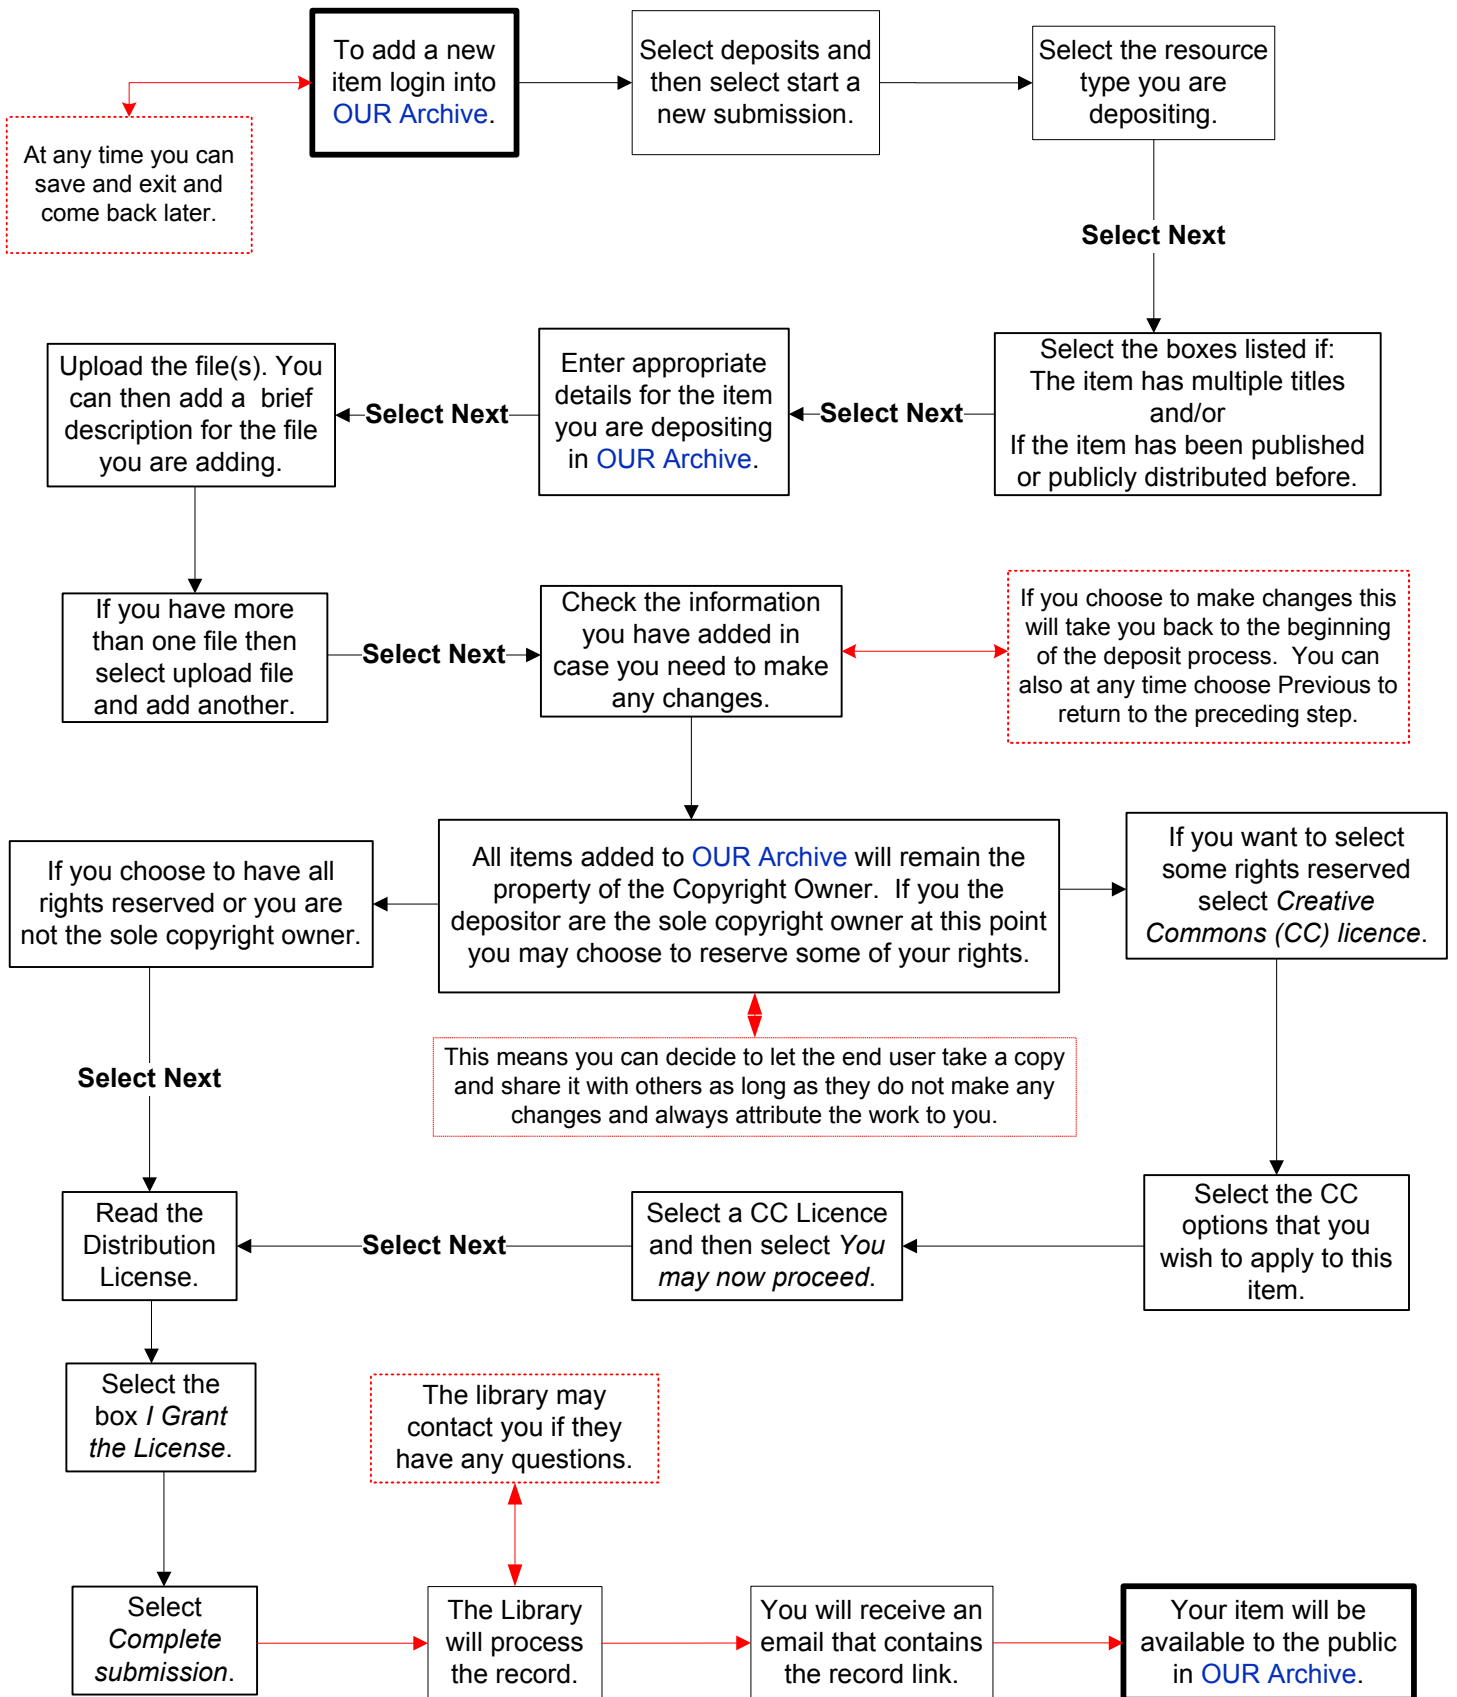 To add a new
item login into
OUR Archive.
Select deposits and
then select start a
new submission.
Select the resource
type you are
depositing.
At any time you can
save and exit and
come back later.
Select Next
Select the boxes listed if:
The item has multiple titles
and/or
If the item has been published
or publicly distributed before.
Select Next
Enter appropriate
details for the item
you are depositing
in OUR Archive.
Select Next
Upload the file(s). You
can then add a  brief
description for the file
you are adding.
If you have more
than one file then
select upload file
and add another.
Select Next
Check the information
you have added in
case you need to make
any changes.
If you choose to make changes this
will take you back to the beginning
of the deposit process.  You can
also at any time choose Previous to
return to the preceding step.
All items added to OUR Archive will remain the
property of the Copyright Owner.  If you the
depositor are the sole copyright owner at this point
you may choose to reserve some of your rights.
If you choose to have all
rights reserved or you are
not the sole copyright owner.
If you want to select
some rights reserved
select Creative
Commons (CC) licence.
This means you can decide to let the end user take a copy
and share it with others as long as they do not make any
changes and always attribute the work to you.
Select Next
Select the CC
options that you
wish to apply to this
item.
Select a CC Licence
and then select You
may now proceed.
Select Next
Read the
Distribution
License.
Select the
box I Grant
the License.
The library may
contact you if they
have any questions.
Select
Complete
submission.
The Library
will process
the record.
You will receive an
email that contains
the record link.
Your item will be
available to the public
in OUR Archive.